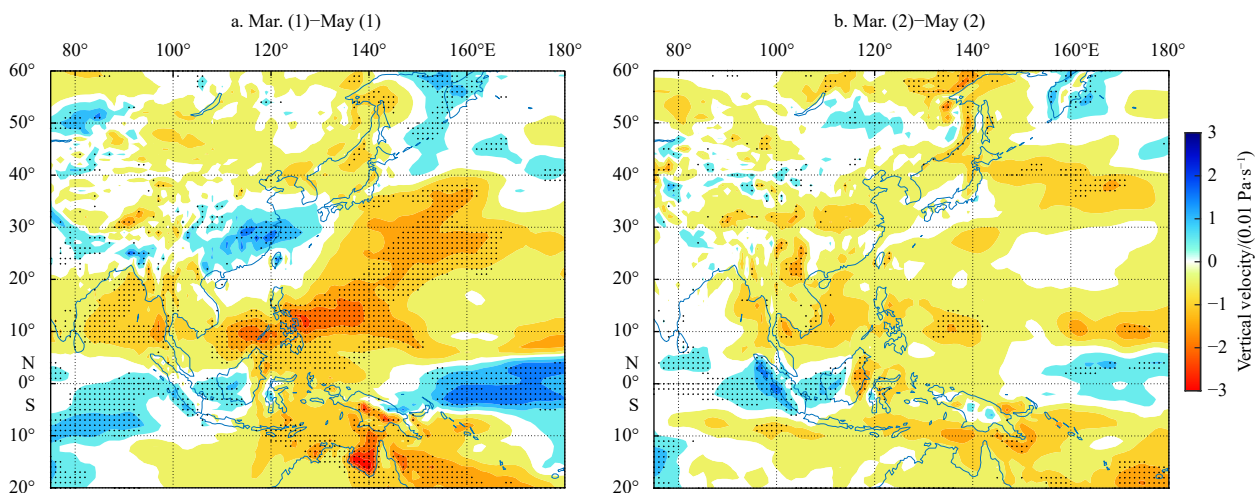 a. Mar. (1)−May (1)
b. Mar. (2)−May (2)
80° 100° 120° 140° 160°E 180°
80° 100° 120° 140° 160°E 180°
60°
50°
40°
30°
20°
10°
N
0°
S
10°
20°
60°
50°
40°
30°
20°
10°
N
0°
S
10°
20°
3
2
1
0
−1
−2
−3
Vertical velocity/(0.01 Pa·s⁻¹)